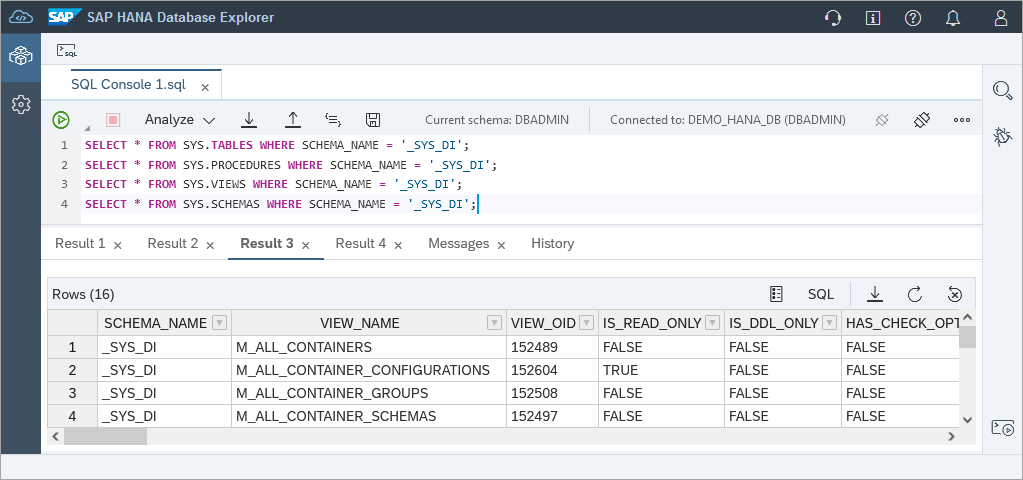 SAP SAP HANA Database Explorer
SQL
SQL Console 1.sql
Analyze Current schema: DBADMIN Connected to: DEMO_HANA_DB (DBADMIN)
1 SELECT * FROM SYS.TABLES WHERE SCHEMA_NAME = '_SYS_DI';
2 SELECT * FROM SYS.PROCEDURES WHERE SCHEMA_NAME = '_SYS_DI';
3 SELECT * FROM SYS.VIEWS WHERE SCHEMA_NAME = '_SYS_DI';
4 SELECT * FROM SYS.SCHEMAS WHERE SCHEMA_NAME = '_SYS_DI';
Result 1 Result 2 Result 3 Result 4 Messages History
Rows (16) SQL
SCHEMA_NAME VIEW_NAME VIEW_OID IS_READ_ONLY IS_DDL_ONLY HAS_CHECK_OPT
1 _SYS_DI M_ALL_CONTAINERS 152489 FALSE FALSE FALSE
2 _SYS_DI M_ALL_CONTAINER_CONFIGURATIONS 152604 TRUE FALSE FALSE
3 _SYS_DI M_ALL_CONTAINER_GROUPS 152508 FALSE FALSE FALSE
4 _SYS_DI M_ALL_CONTAINER_SCHEMAS 152497 FALSE FALSE FALSE